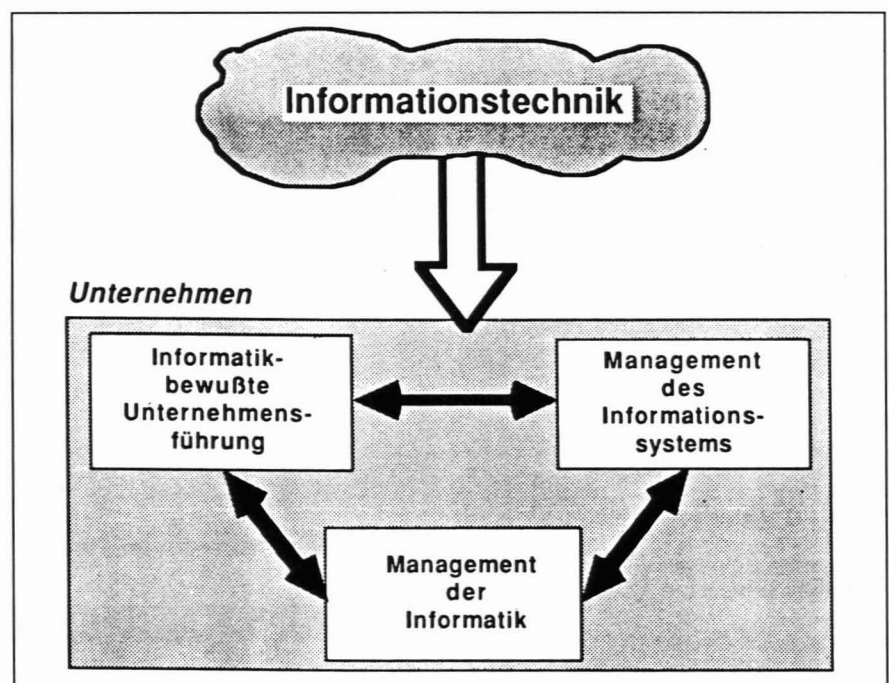 Informationstechnik
Unternehmen
Informatik-
bewußte
Unternehmens-
führung
Management
des
Informations-
systems
Management
der
Informatik